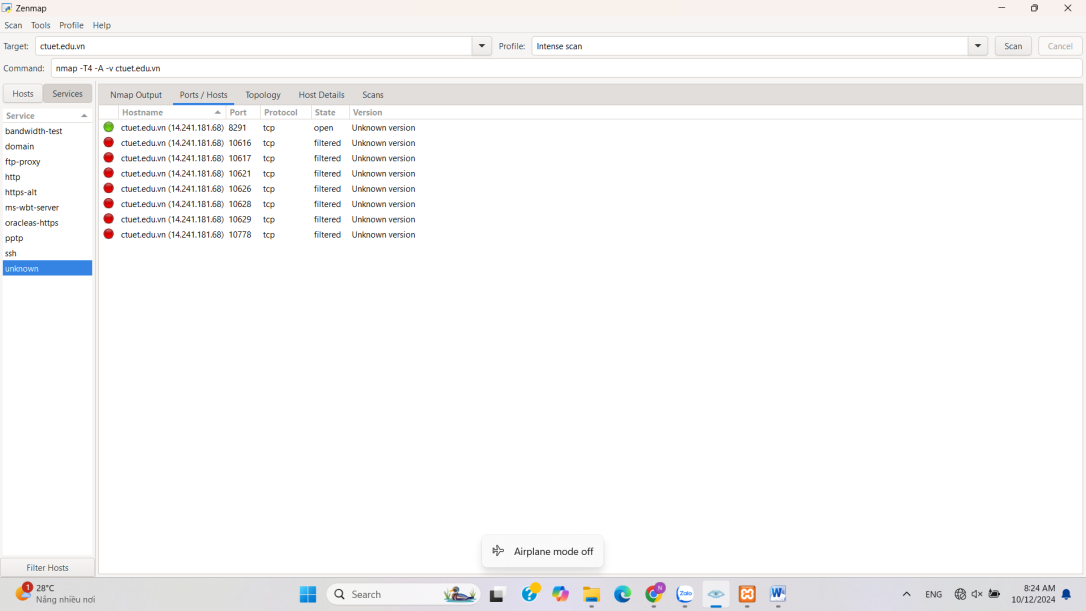 Zenmap
Scan Tools Profile Help
Target: ctuet.edu.vn Profile: Intense scan Scan Cancel
Command: nmap -T4 -A -v ctuet.edu.vn
Hosts Services Nmap Output Ports / Hosts Topology Host Details Scans
Service
bandwidth-test
domain
ftp-proxy
http
https-alt
ms-wbt-server
oracleas-https
pptp
ssh
unknown
Filter Hosts
Hostname Port Protocol State Version
ctuet.edu.vn (14.241.181.68) 8291 tcp open Unknown version
ctuet.edu.vn (14.241.181.68) 10616 tcp filtered Unknown version
ctuet.edu.vn (14.241.181.68) 10617 tcp filtered Unknown version
ctuet.edu.vn (14.241.181.68) 10621 tcp filtered Unknown version
ctuet.edu.vn (14.241.181.68) 10626 tcp filtered Unknown version
ctuet.edu.vn (14.241.181.68) 10628 tcp filtered Unknown version
ctuet.edu.vn (14.241.181.68) 10629 tcp filtered Unknown version
ctuet.edu.vn (14.241.181.68) 10778 tcp filtered Unknown version
Airplane mode off
1
28°C
Nắng nhiều nơi
Search
N
Zalo
W
ENG
8:24 AM
10/12/2024